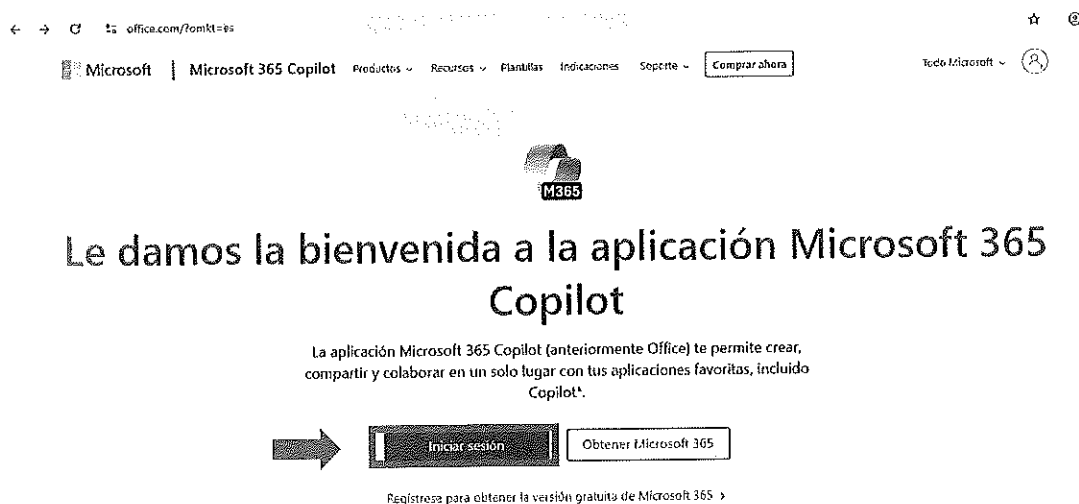 office.com/?omkt=es
Microsoft | Microsoft 365 Copilot Productos Recursos Plantillas Indicaciones Soporte Comprar ahora Todo Microsoft
M365
Le damos la bienvenida a la aplicación Microsoft 365
Copilot
La aplicación Microsoft 365 Copilot (anteriormente Office) te permite crear,
compartir y colaborar en un solo lugar con tus aplicaciones favoritas, incluido
Copilot*.
Iniciar sesión Obtener Microsoft 365
Regístrese para obtener la versión gratuita de Microsoft 365 >